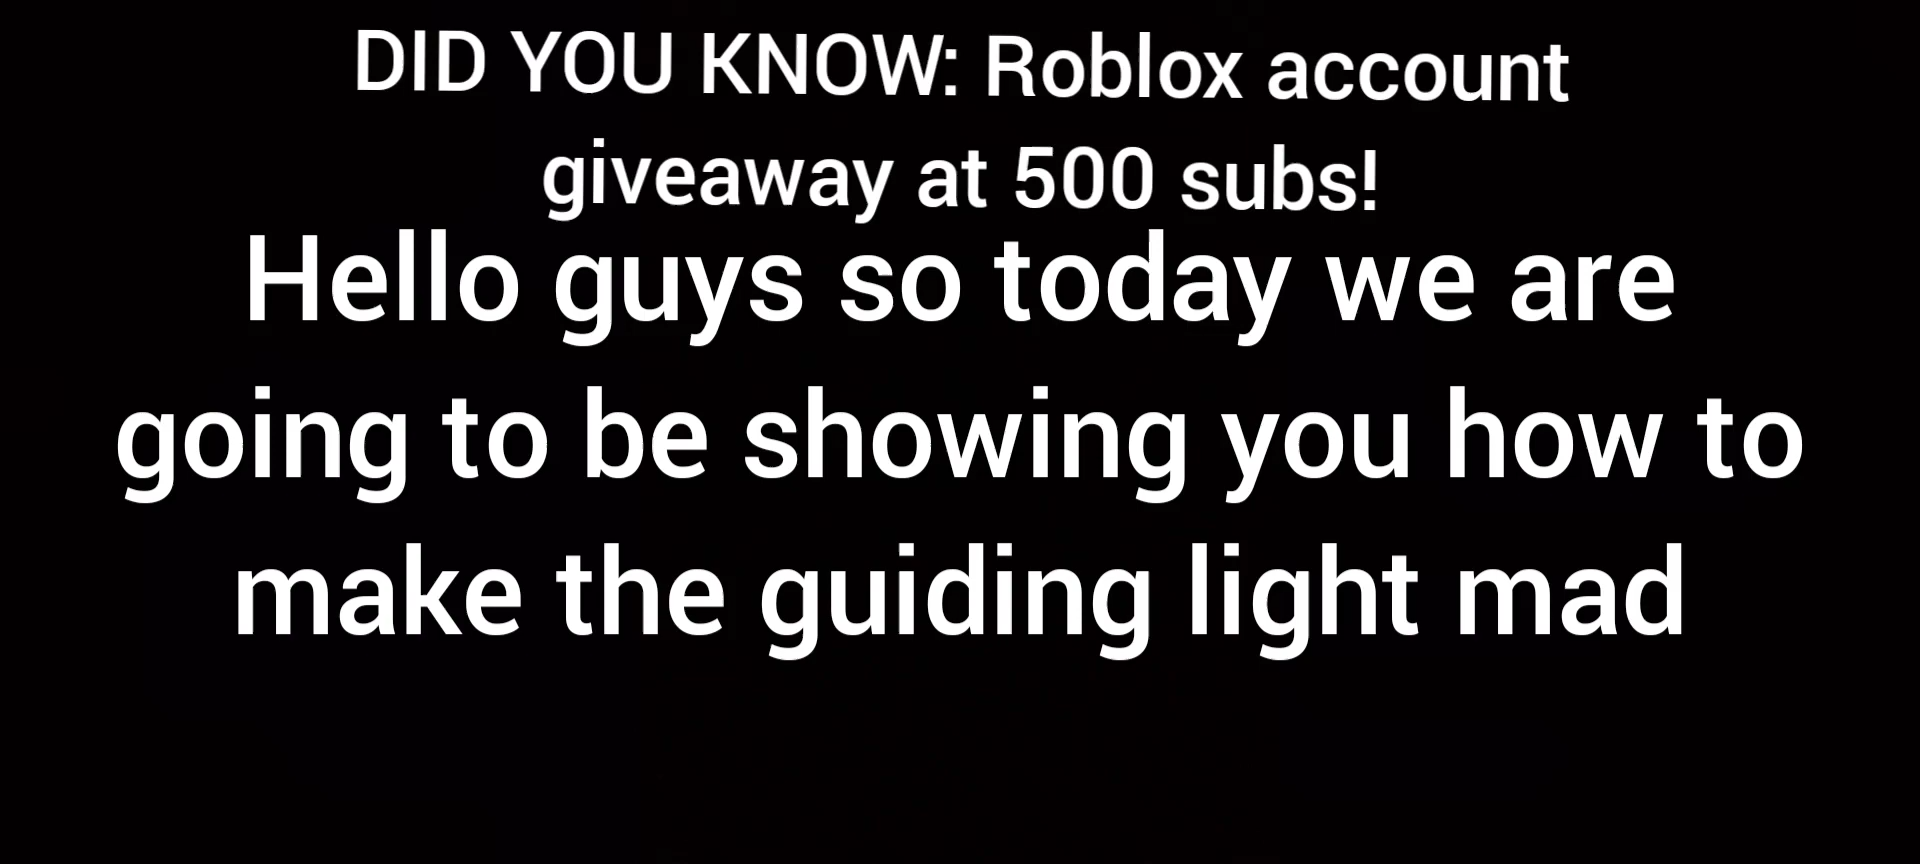 DID YOU KNOW: Roblox account
giveaway at 500 subs!
Hello guys so today we are
going to be showing you how to
make the guiding light mad